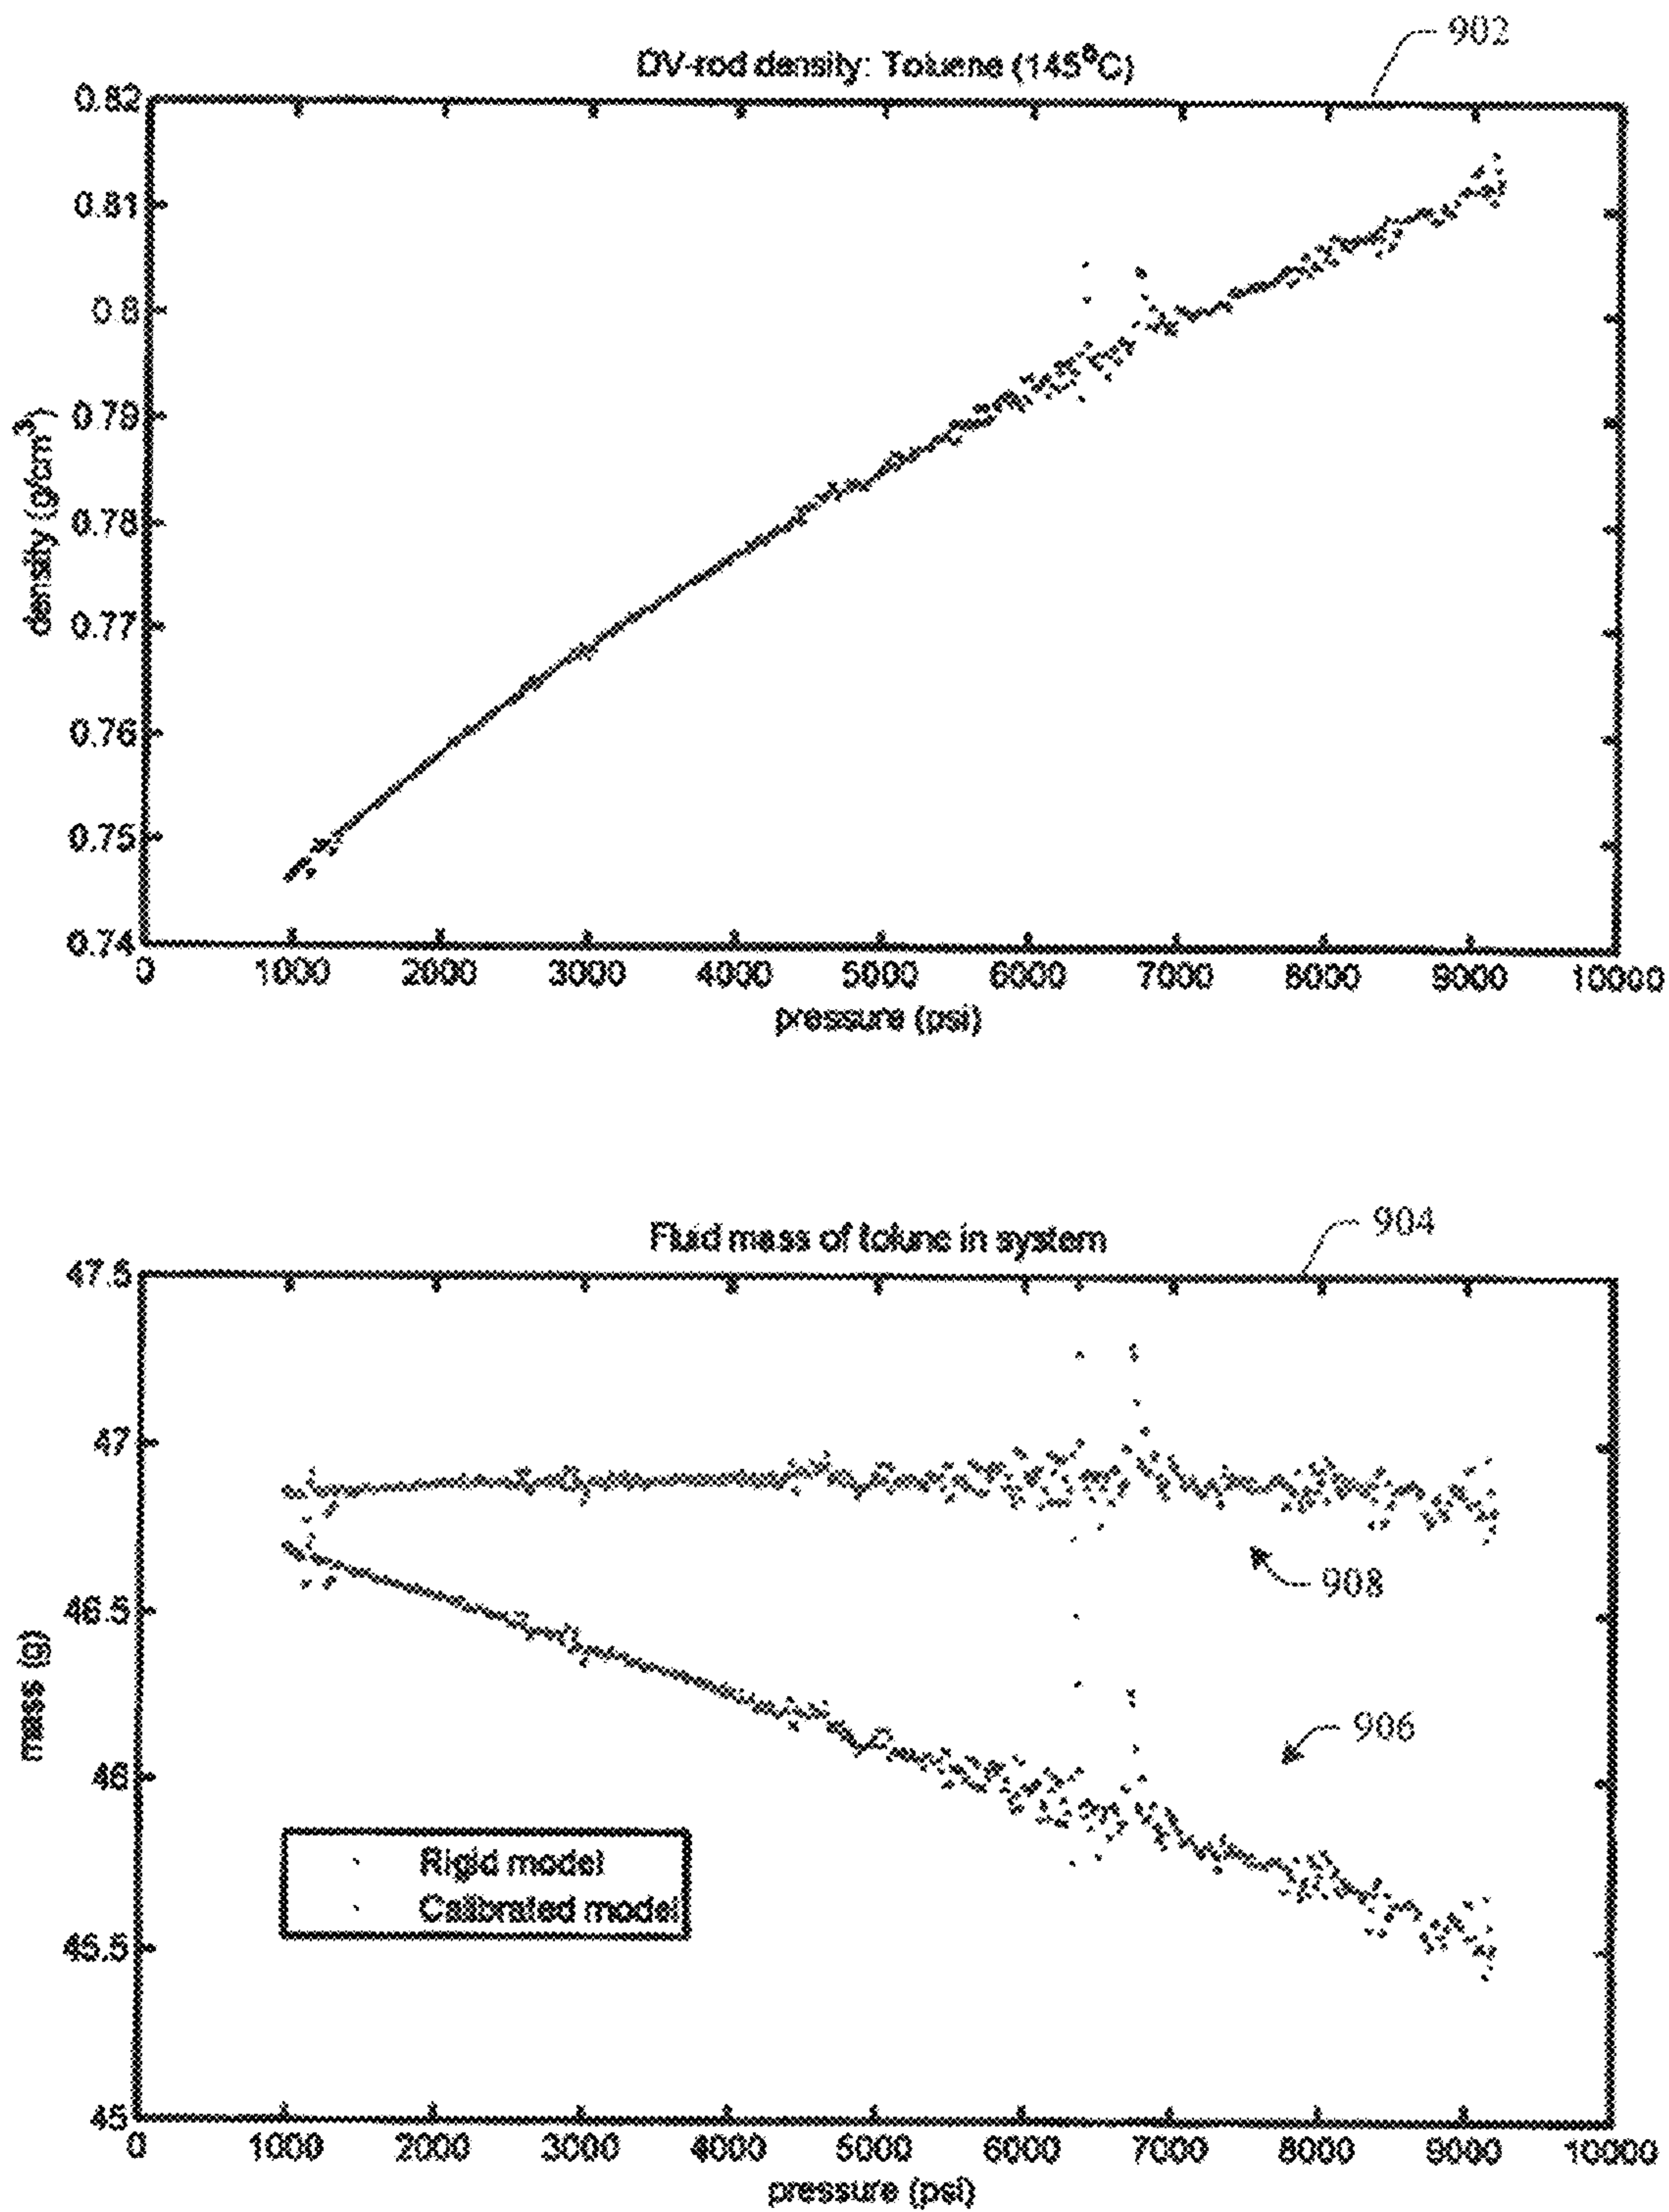 902
DV-rod density: Toluene (145°C)
0.82
0.81
0.8
0.79
0.78
0.77
0.76
0.75
0.74
density (g/cm³)
0 1000 2000 3000 4000 5000 6000 7000 8000 9000 10000
pressure (psi)
904
Fluid mass of tolune in system
47.5
47
46.5
46
45.5
45
mass (g)
908
906
Rigid model
Calibrated model
0 1000 2000 3000 4000 5000 6000 7000 8000 9000 10000
pressure (psi)